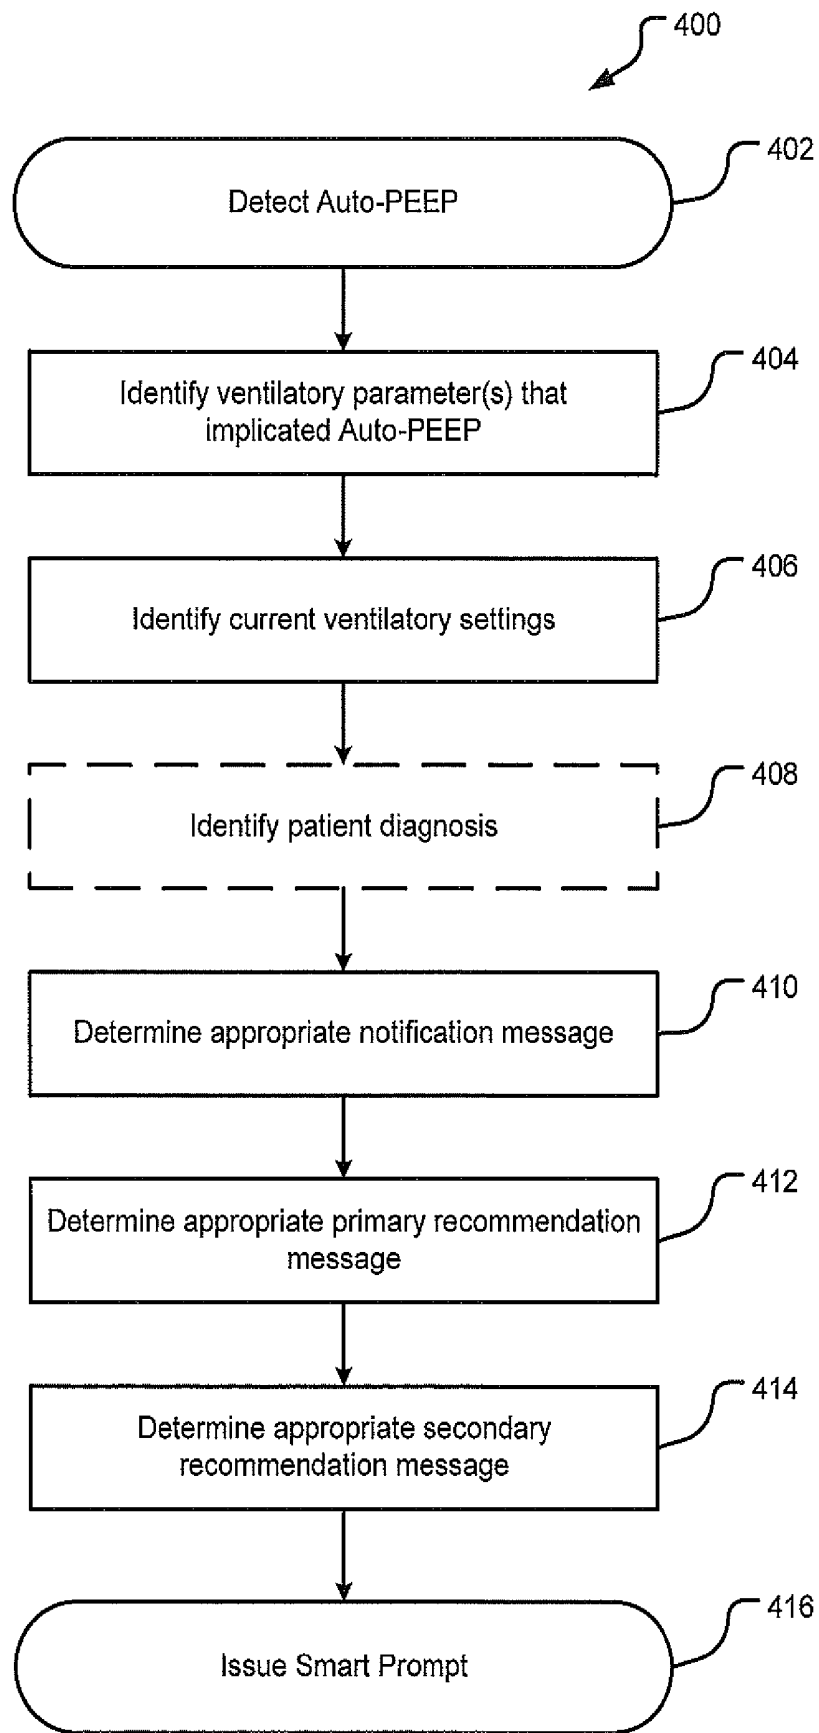 400
402
Detect Auto-PEEP
404
Identify ventilatory parameter(s) that
implicated Auto-PEEP
406
Identify current ventilatory settings
408
Identify patient diagnosis
410
Determine appropriate notification message
412
Determine appropriate primary recommendation
message
414
Determine appropriate secondary
recommendation message
416
Issue Smart Prompt